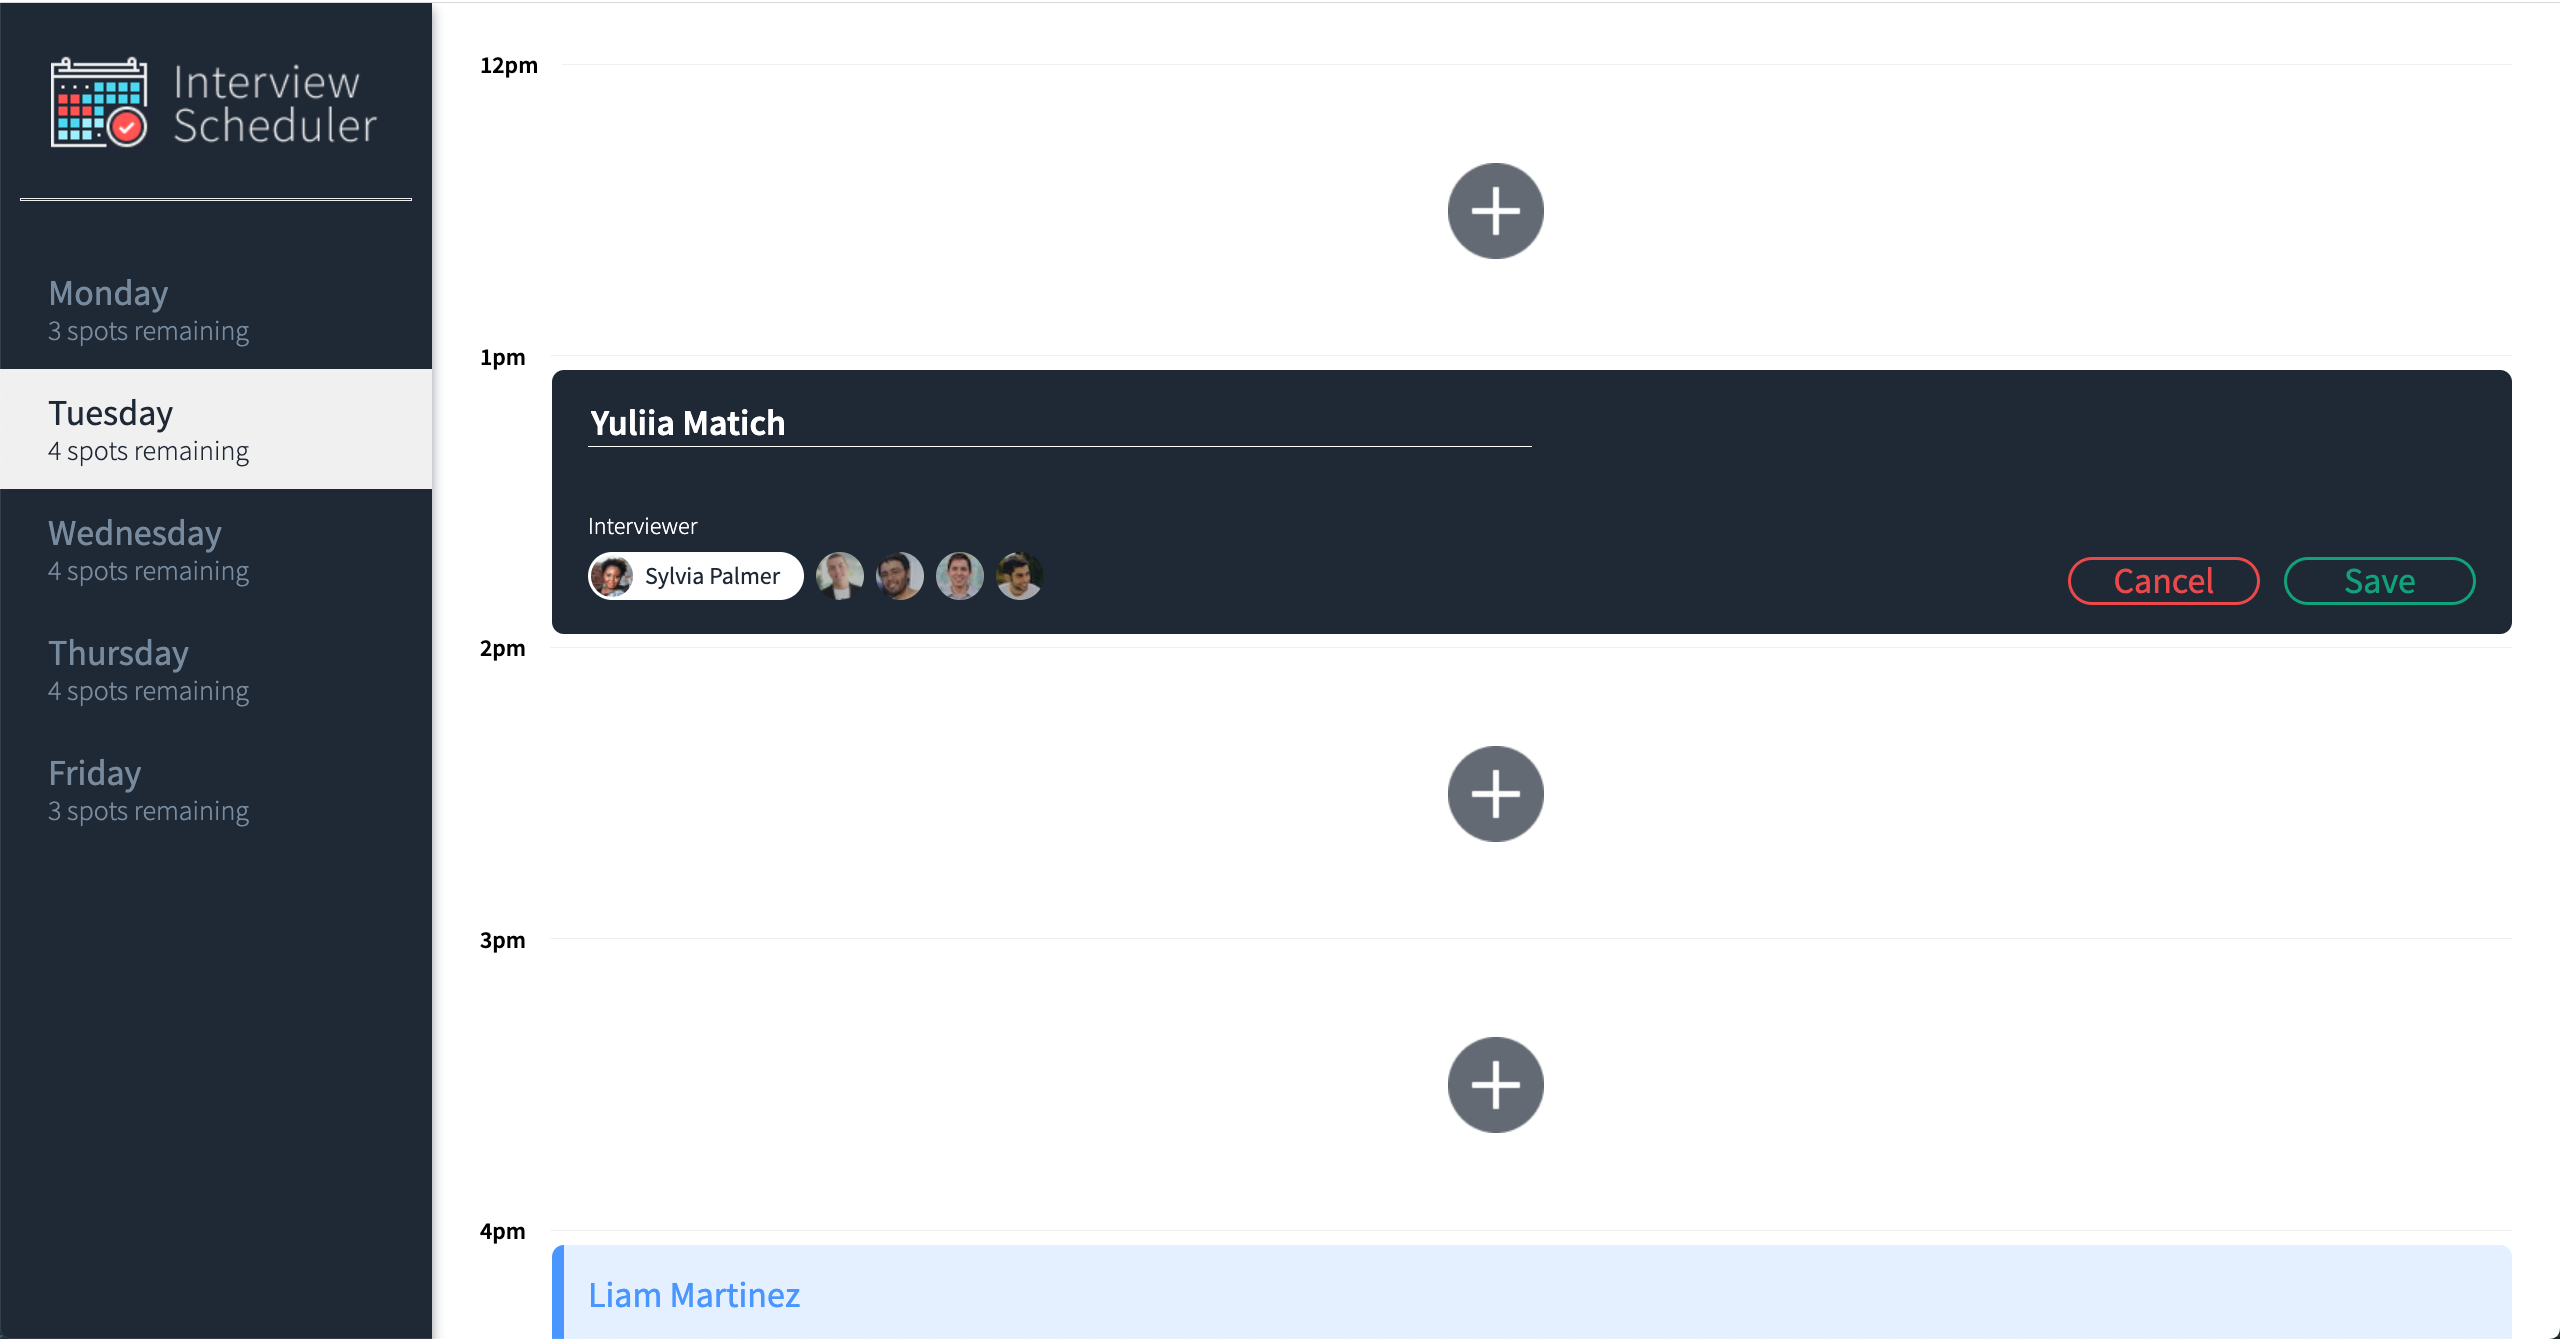 Interview
Scheduler
Monday
3 spots remaining
Tuesday
4 spots remaining
Wednesday
4 spots remaining
Thursday
4 spots remaining
Friday
3 spots remaining
12pm
1pm
Yuliia Matich
Interviewer
Sylvia Palmer
Cancel
Save
2pm
3pm
4pm
Liam Martinez